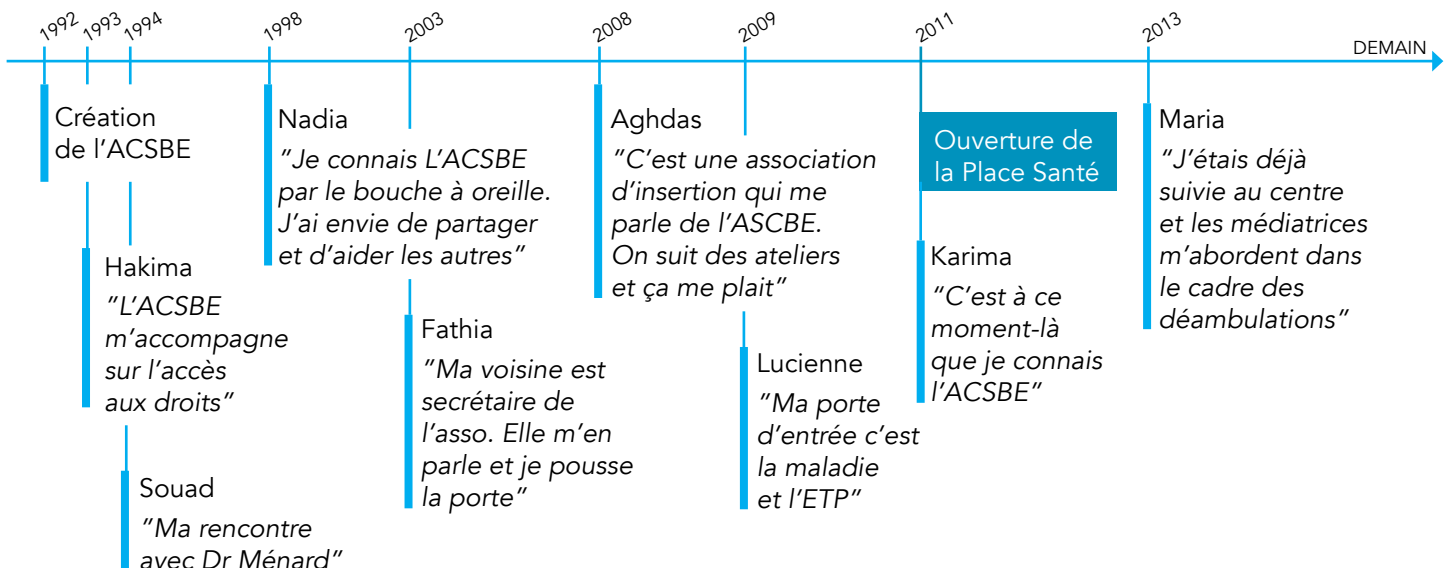 1992
1993
1994
1998
2003
2008
2009
2011
2013
DEMAIN
Création
de l'ACSBE
Hakima
"L'ACSBE
m'accompagne
sur l'accès
aux droits"
Souad
"Ma rencontre
avec Dr Ménard"
Nadia
"Je connais L'ACSBE
par le bouche à oreille.
J'ai envie de partager
et d'aider les autres"
Fathia
"Ma voisine est
secrétaire de
l'asso. Elle m'en
parle et je pousse
la porte"
Aghdas
"C'est une association
d'insertion qui me
parle de l'ASCBE.
On suit des ateliers
et ça me plait"
Lucienne
"Ma porte
d'entrée c'est
la maladie
et l'ETP"
Ouverture de
la Place Santé
Karima
"C'est à ce
moment-là
que je connais
l'ACSBE"
Maria
"J'étais déjà
suivie au centre
et les médiatrices
m'abordent dans
le cadre des
déambulations"